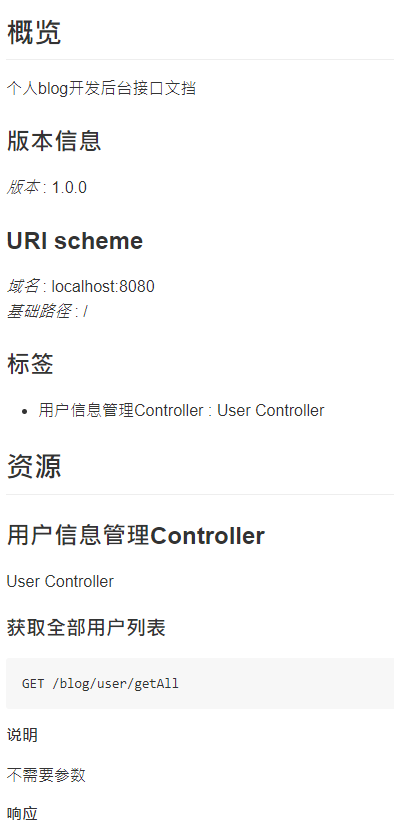 概览
个人blog开发后台接口文挡
版本信息
版本 : 1.0.0
URI scheme
域名 : localhost:8080
基础路径 : /
标签
• 用户信息管理Controller : User Controller
资源
用户信息管理Controller
User Controller
获取全部用户列表
GET /blog/user/getAll
说明
不需要参数
响应